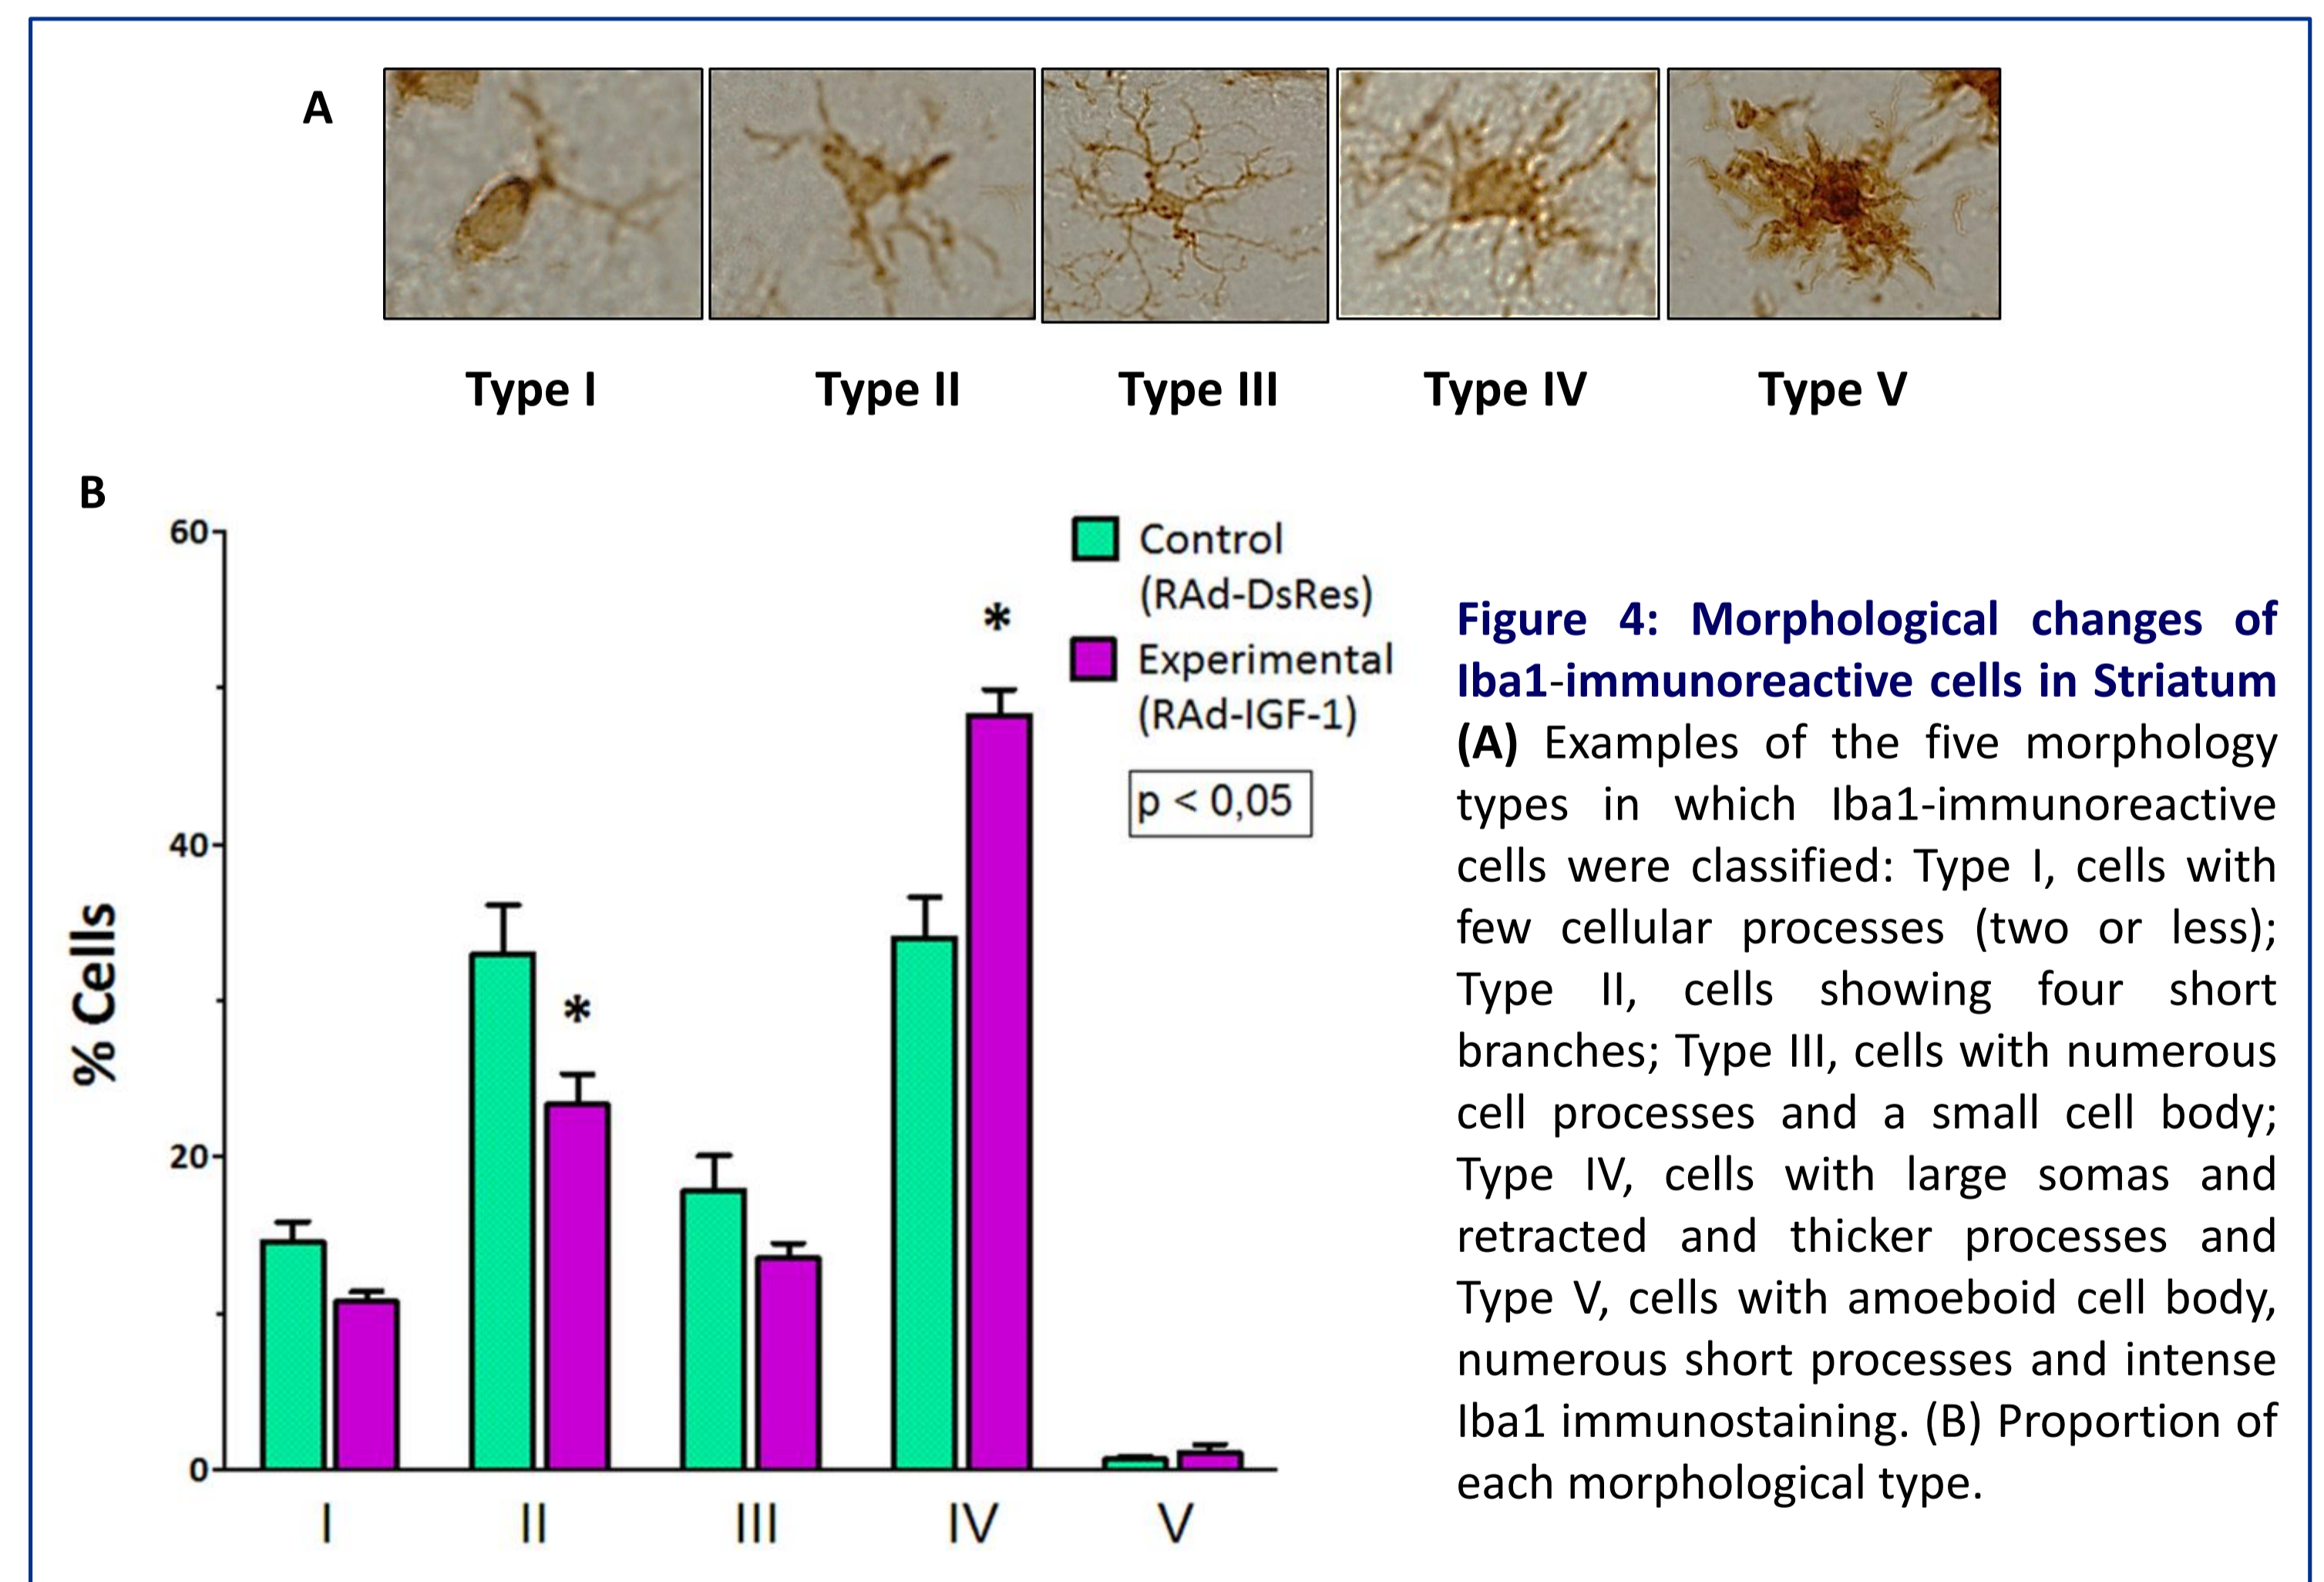 A
Type I
Type II
Type III
Type IV
Type V
B
60
40
20
0
% Cells
I
II
III
IV
V
Control
(RAd-DsRes)
Experimental
(RAd-IGF-1)
p < 0,05
*
*
Figure 4: Morphological changes of
Iba1-immunoreactive cells in Striatum
(A) Examples of the five morphology
types in which Iba1-immunoreactive
cells were classified: Type I, cells with
few cellular processes (two or less);
Type II, cells showing four short
branches; Type III, cells with numerous
cell processes and a small cell body;
Type IV, cells with large somas and
retracted and thicker processes and
Type V, cells with amoeboid cell body,
numerous short processes and intense
Iba1 immunostaining. (B) Proportion of
each morphological type.